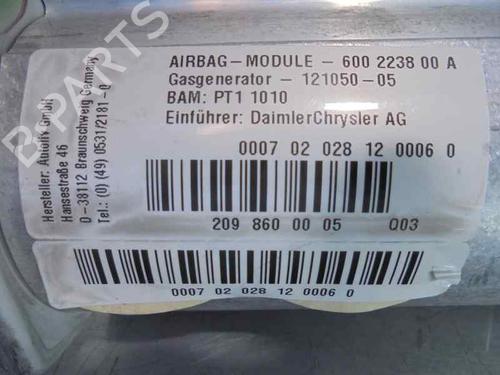 AIRBAG-MODULE - 600 2238 00 A
Gasgenerator - 121050-05
BAM: PT1 1010
Einführer: DaimlerChrysler AG
Hersteller: Autoliv GmbH
Hansestraße 46
D-38112 Braunschweig Germany
Tel.: (0) (49) 0531/2181-0
0007 02 028 12 0006 0
209 860 00 05 Q03
0007 02 028 12 0006 0
B-PARTS